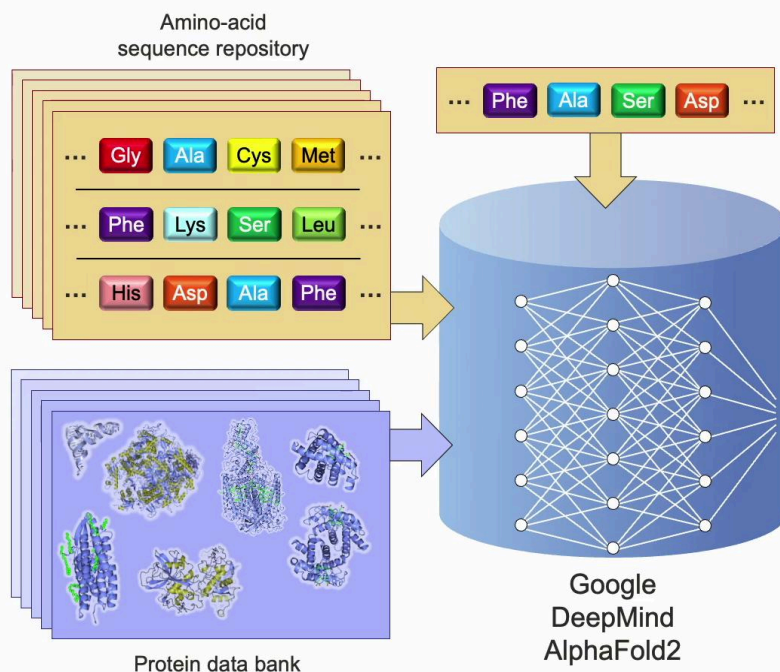 Amino-acid
sequence repository
... Gly Ala Cys Met ...
... Phe Lys Ser Leu ...
... His Asp Ala Phe ...
... Phe Ala Ser Asp ...
Google
DeepMind
AlphaFold2
Protein data bank